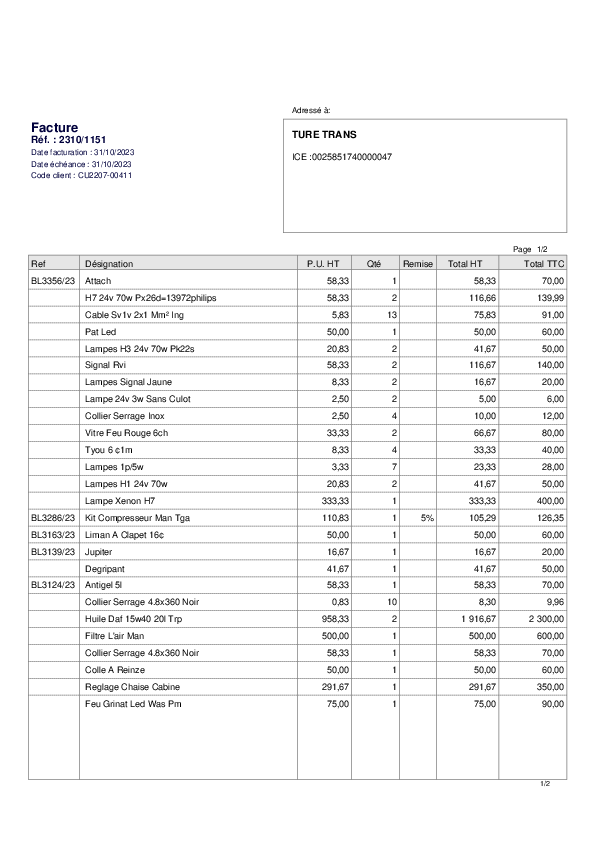 Adressé à:
Facture
Réf. : 2310/1151
Date facturation : 31/10/2023
Date échéance : 31/10/2023
Code client : CU2207-00411
TURE TRANS
ICE :0025851740000047
Page 1/2
Ref Désignation P.U. HT Qté Remise Total HT Total TTC
BL3356/23 Attach 58,33 1 58,33 70,00
H7 24v 70w Px26d=13972philips 58,33 2 116,66 139,99
Cable Sv1v 2x1 Mm² Ing 5,83 13 75,83 91,00
Pat Led 50,00 1 50,00 60,00
Lampes H3 24v 70w Pk22s 20,83 2 41,67 50,00
Signal Rvi 58,33 2 116,67 140,00
Lampes Signal Jaune 8,33 2 16,67 20,00
Lampe 24v 3w Sans Culot 2,50 2 5,00 6,00
Collier Serrage Inox 2,50 4 10,00 12,00
Vitre Feu Rouge 6ch 33,33 2 66,67 80,00
Tyou 6 ¢1m 8,33 4 33,33 40,00
Lampes 1p/5w 3,33 7 23,33 28,00
Lampes H1 24v 70w 20,83 2 41,67 50,00
Lampe Xenon H7 333,33 1 333,33 400,00
BL3286/23 Kit Compresseur Man Tga 110,83 1 5% 105,29 126,35
BL3163/23 Liman A Clapet 16¢ 50,00 1 50,00 60,00
BL3139/23 Jupiter 16,67 1 16,67 20,00
Degripant 41,67 1 41,67 50,00
BL3124/23 Antigel 5l 58,33 1 58,33 70,00
Collier Serrage 4.8x360 Noir 0,83 10 8,30 9,96
Huile Daf 15w40 20l Trp 958,33 2 1 916,67 2 300,00
Filtre L'air Man 500,00 1 500,00 600,00
Collier Serrage 4.8x360 Noir 58,33 1 58,33 70,00
Colle A Reinze 50,00 1 50,00 60,00
Reglage Chaise Cabine 291,67 1 291,67 350,00
Feu Grinat Led Was Pm 75,00 1 75,00 90,00
1/2